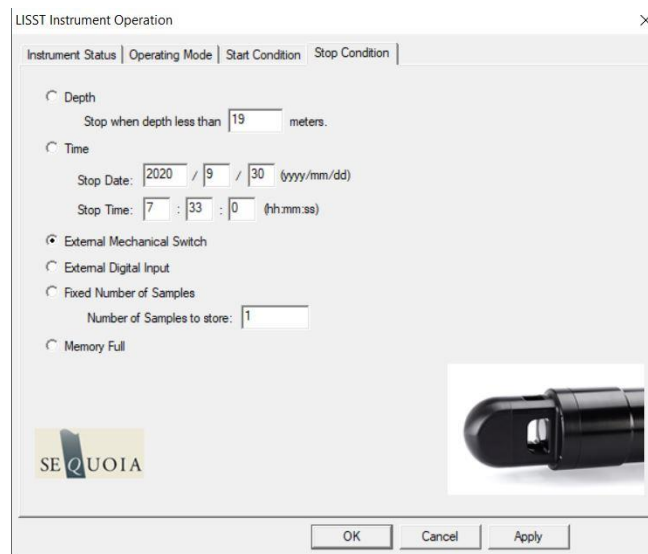 LISST Instrument Operation
Instrument Status Operating Mode Start Condition Stop Condition
Depth
Stop when depth less than 19 meters.
Time
Stop Date: 2020 / 9 / 30 (yyyy/mm/dd)
Stop Time: 7 : 33 : 0 (hh:mm:ss)
External Mechanical Switch
External Digital Input
Fixed Number of Samples
Number of Samples to store: 1
Memory Full
SEQUOIA
OK Cancel Apply